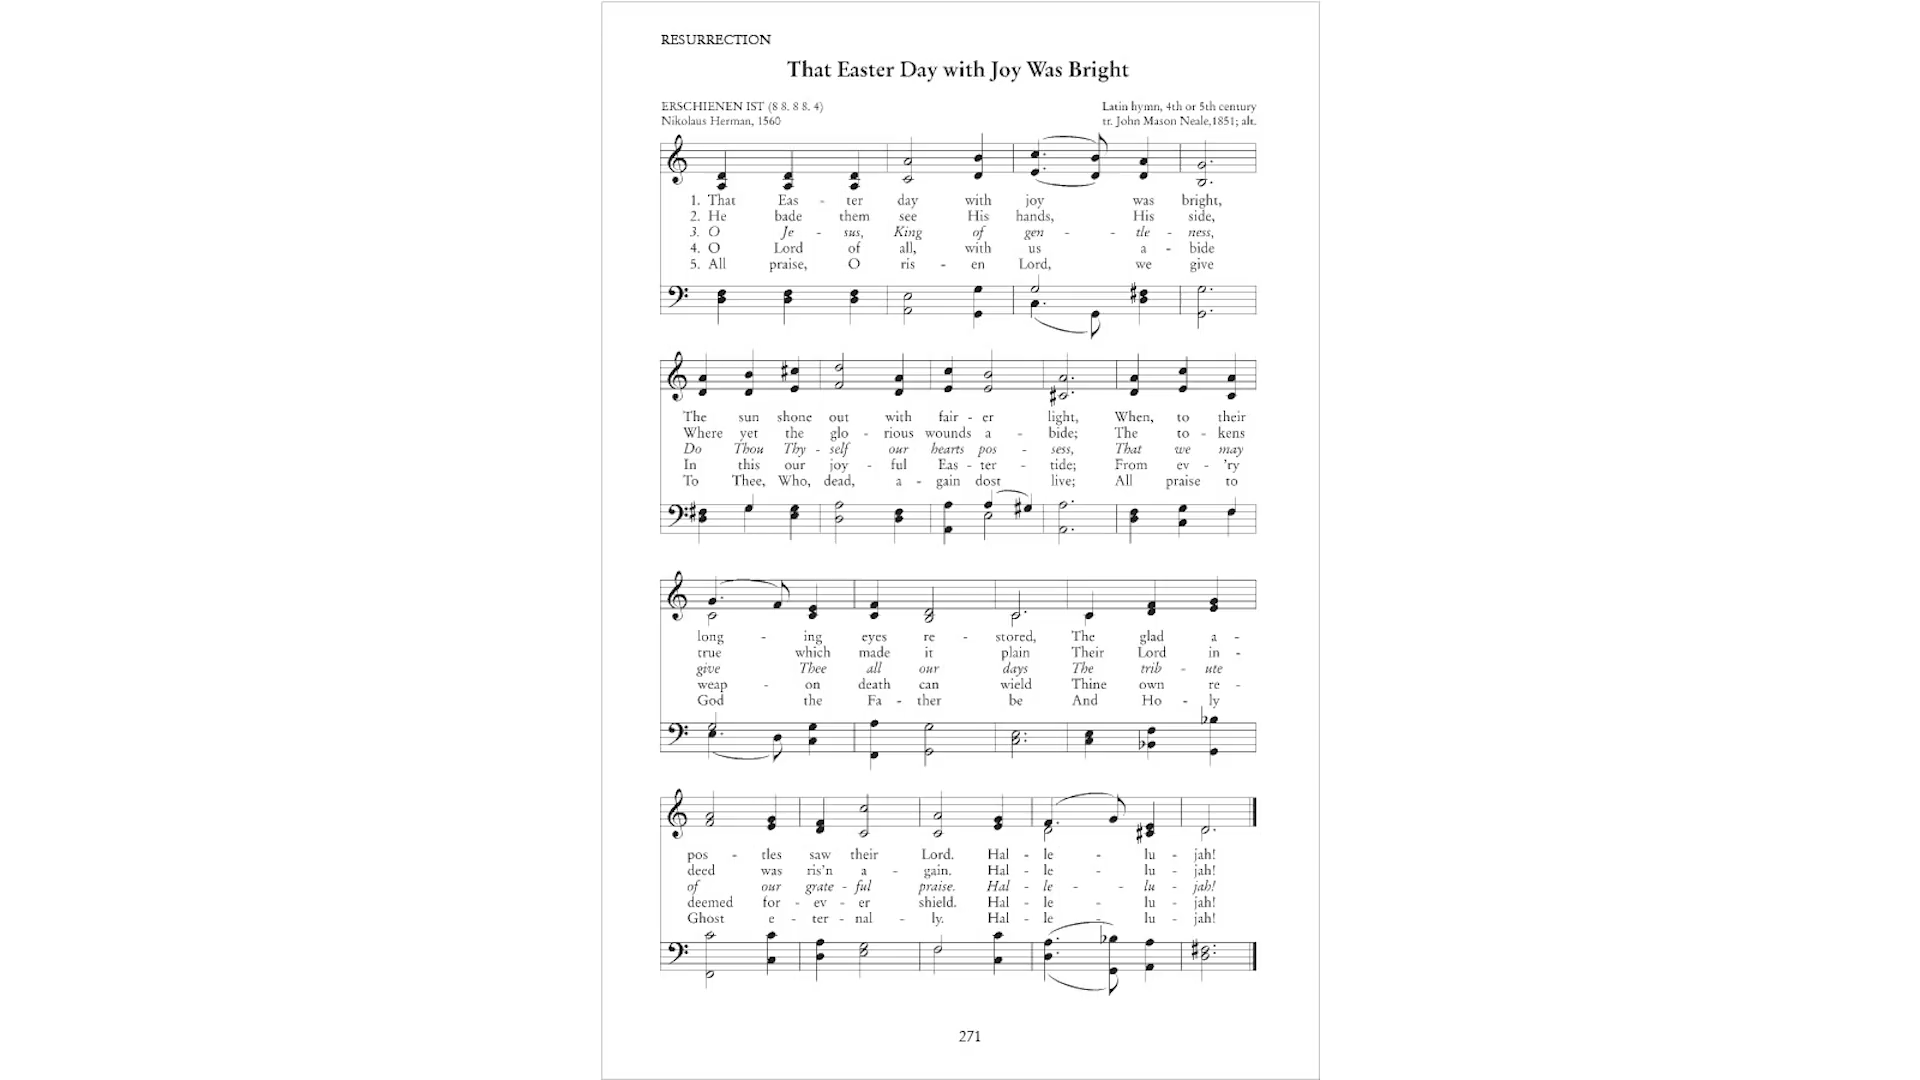 RESURRECTION
That Easter Day with Joy Was Bright
ERSCHIENEN IST (8 8. 8 8. 4)
Latin hymn, 4th or 5th century
Nikolaus Herman, 1560
tr. John Mason Neale,1851; alt.
1. That Eas - ter day with joy was bright,
2. He bade them see His hands, His side,
3. O Je - sus, King of gen - - tle - ness,
4. O Lord of all, with us a - bide
5. All praise, O ris - en Lord, we give
The sun shone out with fair - er light, When, to their
Where yet the glo - rious wounds a - bide; The to - kens
Do Thou Thy - self our hearts pos - sess, That we may
In this our joy - ful Eas - ter - tide; From ev - 'ry
To Thee, Who, dead, a - gain dost live; All praise to
long - ing eyes re - stored, The glad a -
true which made it plain Their Lord in -
give Thee all our days The trib - ute
weap - on death can wield Thine own re -
God the Fa - ther be And Ho - ly
pos - tles saw their Lord. Hal - le - lu - jah!
deed was ris'n a - gain. Hal - le - lu - jah!
of our grate - ful praise. Hal - le - - lu - jah!
deemed for - ev - er shield. Hal - le - lu - jah!
Ghost e - ter - nal - ly. Hal - le - lu - jah!
271